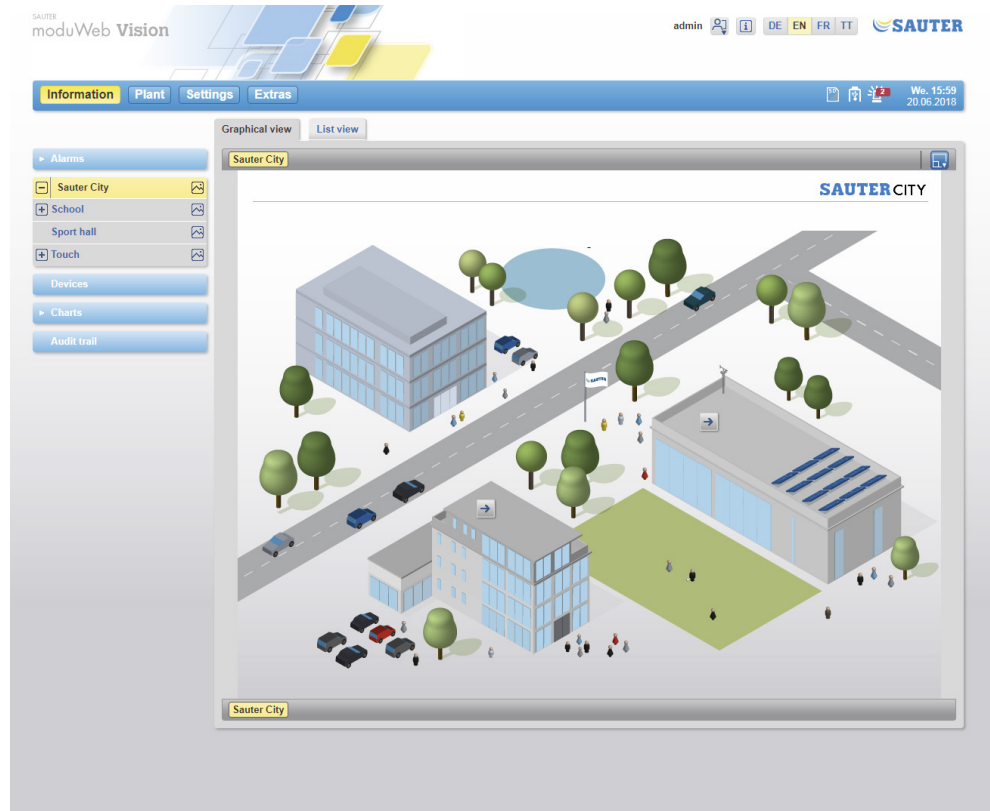 SAUTER
moduWeb Vision
admin
DE EN FR TT
SAUTER
Information Plant Settings Extras
2
We. 15:59
20.06.2018
Graphical view List view
Alarms
Sauter City
School
Sport hall
Touch
Devices
Charts
Audit trail
Sauter City
SAUTER CITY
SAUTER
Sauter City